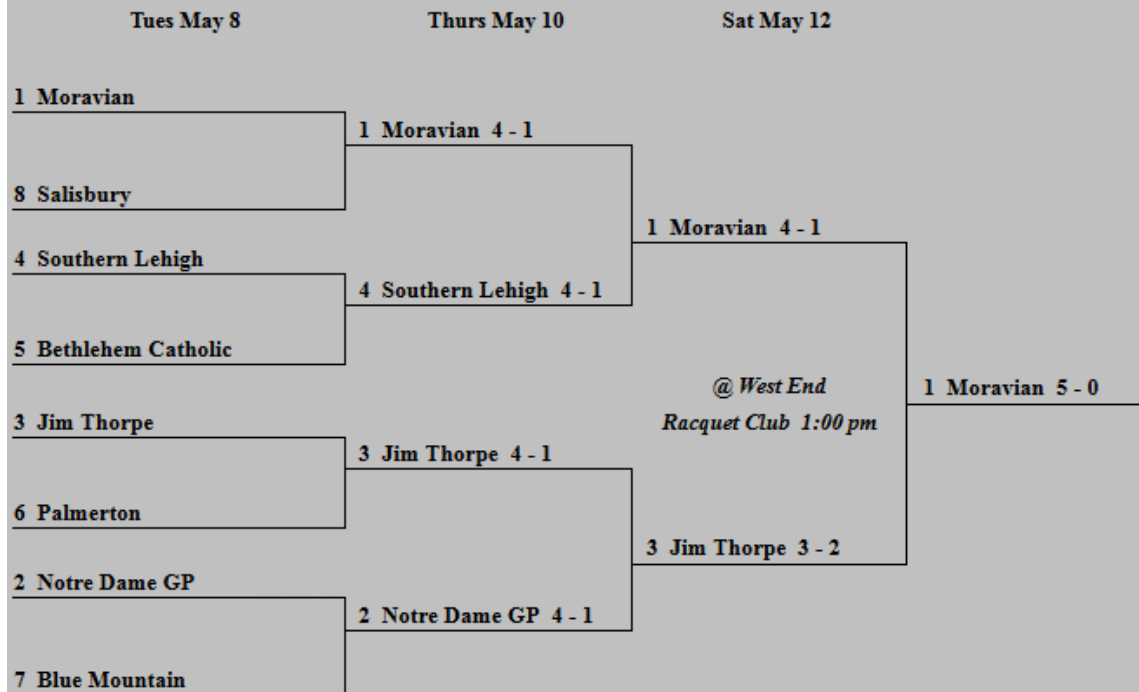 Tues May 8
Thurs May 10
Sat May 12
1 Moravian
1 Moravian 4 - 1
8 Salisbury
1 Moravian 4 - 1
4 Southern Lehigh
4 Southern Lehigh 4 - 1
5 Bethlehem Catholic
@ West End
1 Moravian 5 - 0
Racquet Club 1:00 pm
3 Jim Thorpe
3 Jim Thorpe 4 - 1
6 Palmerton
3 Jim Thorpe 3 - 2
2 Notre Dame GP
2 Notre Dame GP 4 - 1
7 Blue Mountain